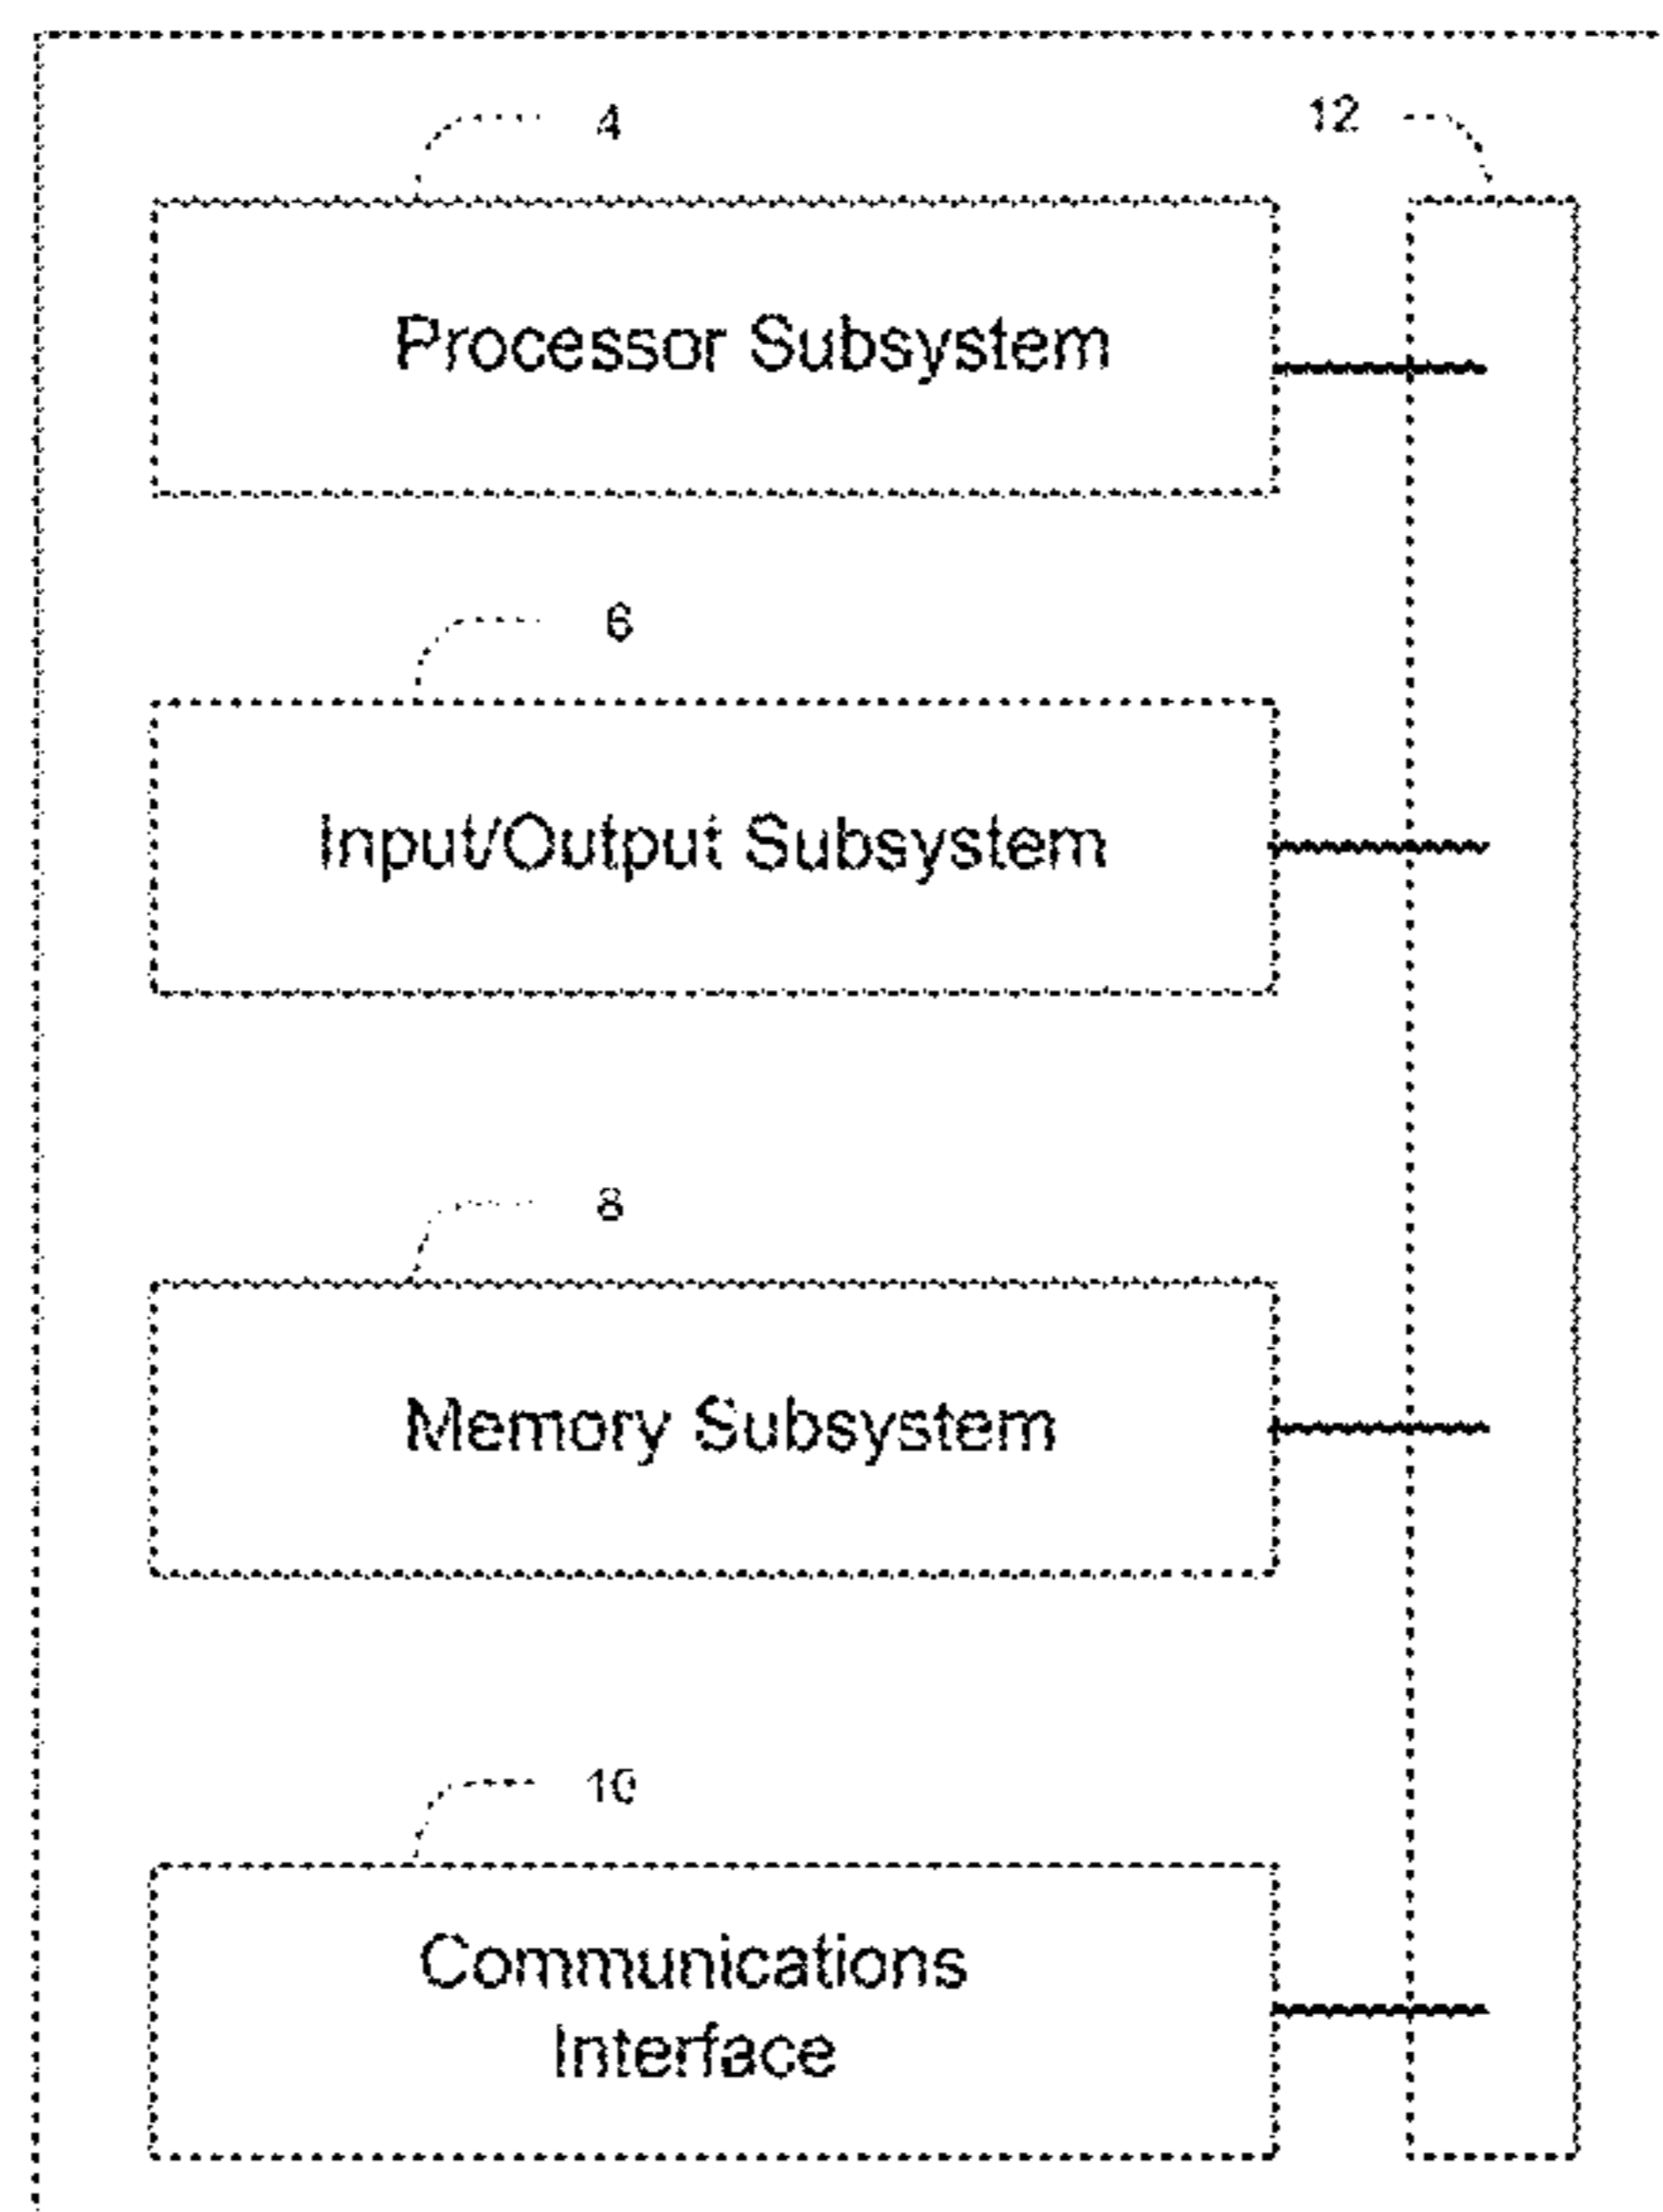 4
12
Processor Subsystem
6
Input/Output Subsystem
8
Memory Subsystem
10
Communications
Interface